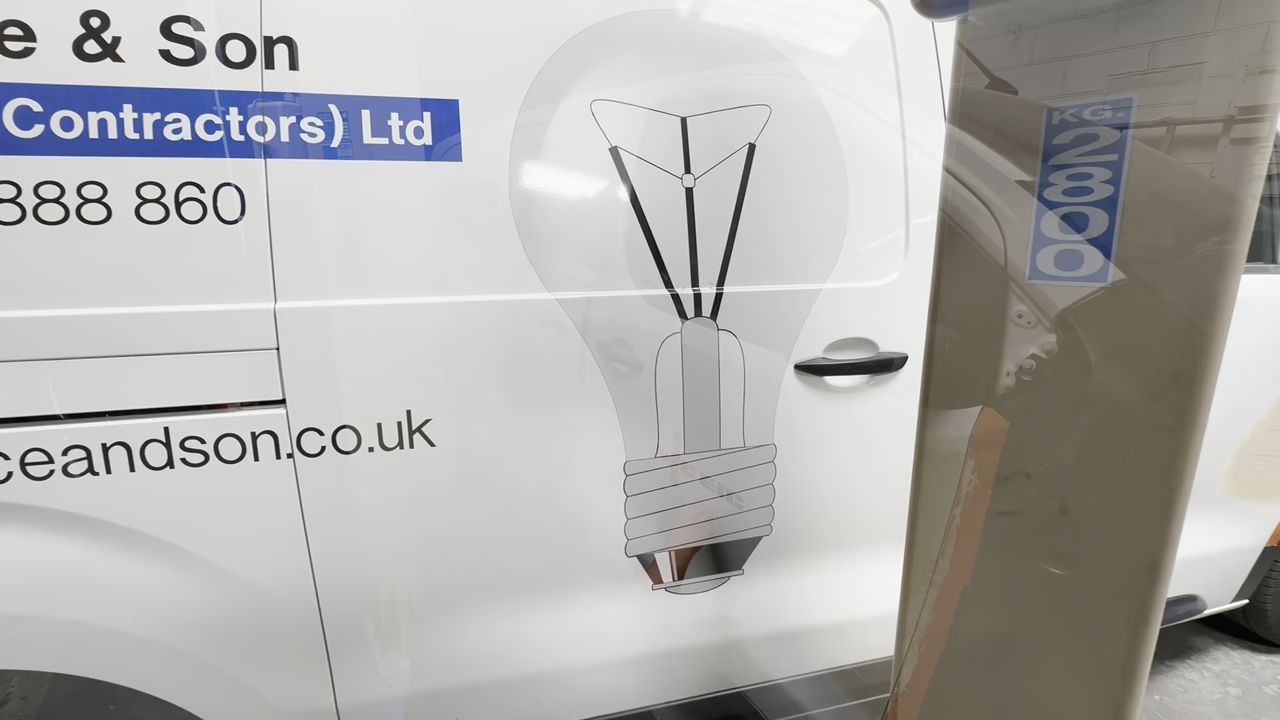 e & Son
(Contractors) Ltd
888 860
ceandson.co.uk
KG.
2800